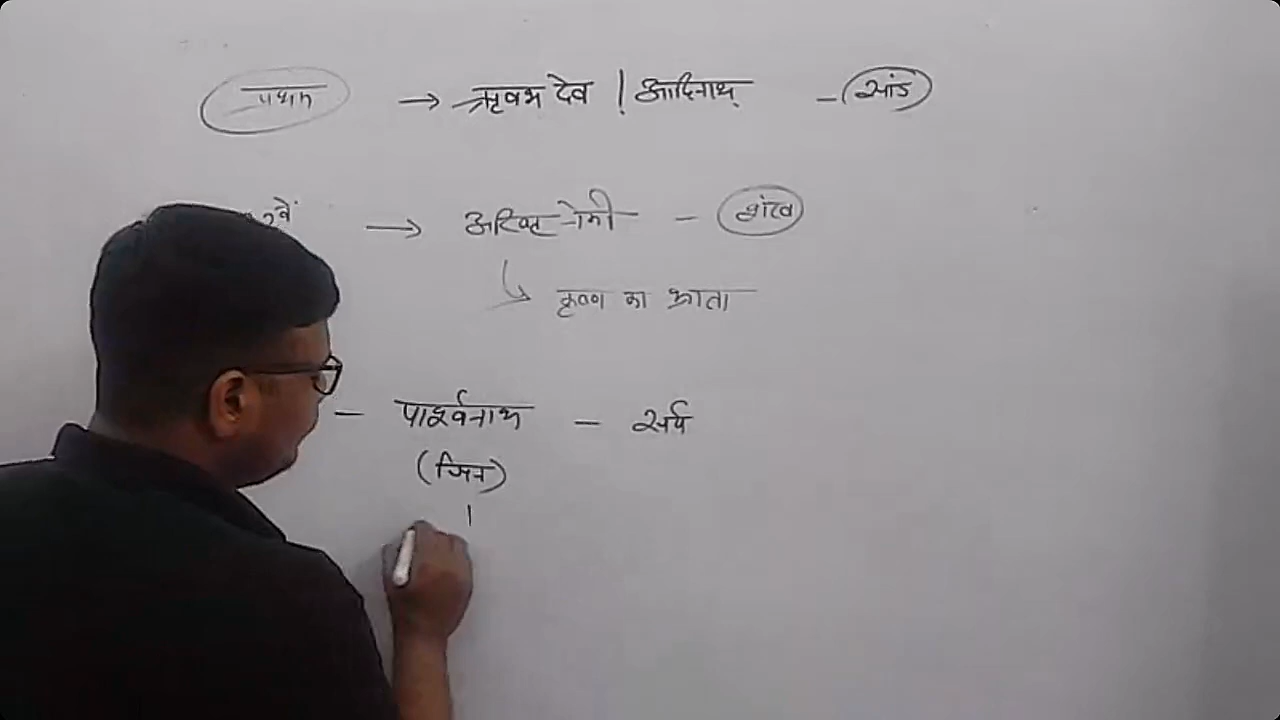 प्रथम → ऋषभ देव | आदिनाथ - सांड
वें → अरिष्टनेमी - शंख
कृष्ण का भ्राता
- पार्श्वनाथ - सर्प
(जिन)